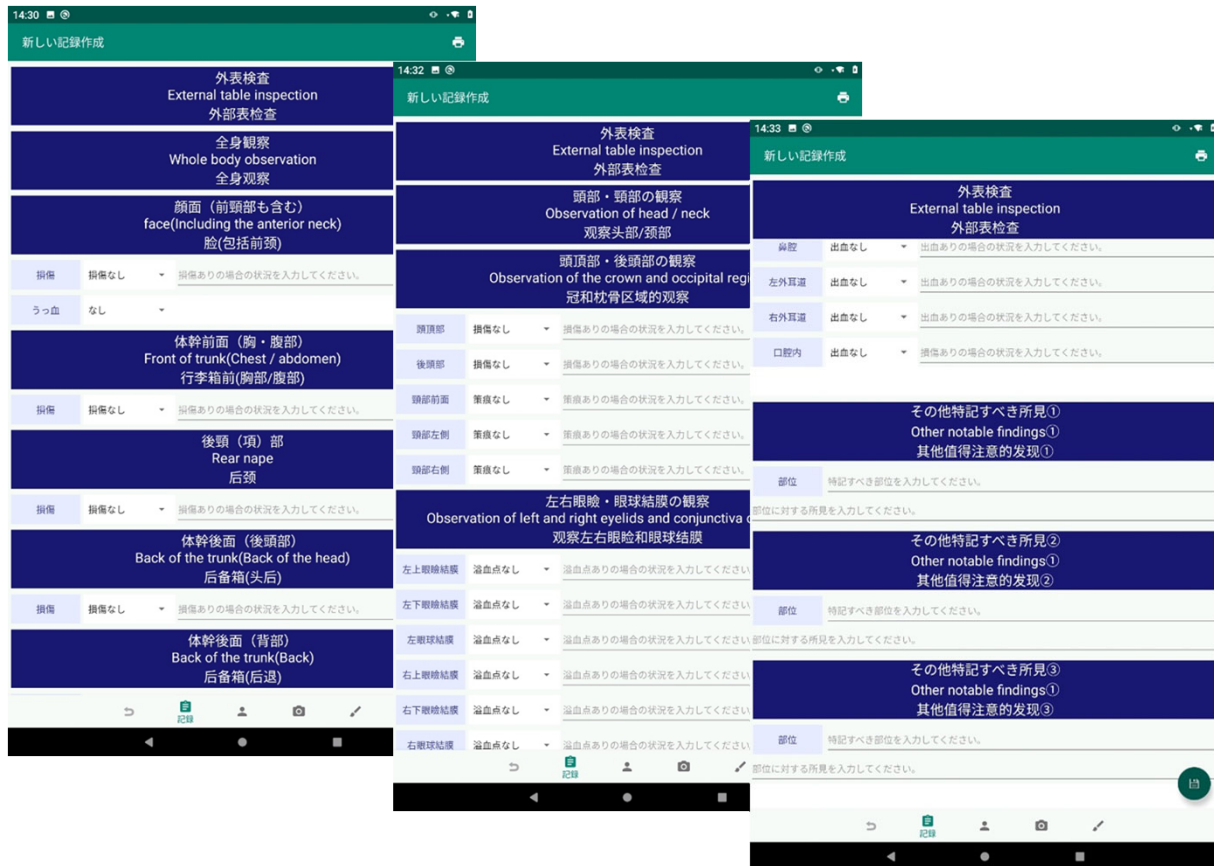 14:30
新しい記録作成
外表検査
External table inspection
外部表检查
全身観察
Whole body observation
全身观察
顔面（前頸部も含む）
face(Including the anterior neck)
脸(包括前颈)
損傷 損傷なし 損傷ありの場合の状況を入力してください。
うっ血 なし
体幹前面（胸・腹部）
Front of trunk(Chest / abdomen)
行李箱前(胸部/腹部)
損傷 損傷なし 損傷ありの場合の状況を入力してください。
後頸（項）部
Rear nape
后颈
損傷 損傷なし 損傷ありの場合の状況を入力してください。
体幹後面（後頭部）
Back of the trunk(Back of the head)
后备箱(头后)
損傷 損傷なし 損傷ありの場合の状況を入力してください。
体幹後面（背部）
Back of the trunk(Back)
后备箱(后退)
記録
14:32
新しい記録作成
外表検査
External table inspection
外部表检查
頭部・頸部の観察
Observation of head / neck
观察头部/颈部
頭頂部・後頭部の観察
Observation of the crown and occipital regi
冠和枕骨区域的观察
頭頂部 損傷なし 損傷ありの場合の状況を入力してください。
後頭部 損傷なし 損傷ありの場合の状況を入力してください。
頸部前面 策痕なし 策痕ありの場合の状況を入力してください。
頸部左側 策痕なし 策痕ありの場合の状況を入力してください。
頸部右側 策痕なし 策痕ありの場合の状況を入力してください。
左右眼瞼・眼球結膜の観察
Observation of left and right eyelids and conjunctiva
观察左右眼睑和眼球结膜
左上眼瞼結膜 溢血点なし 溢血点ありの場合の状況を入力してください
左下眼瞼結膜 溢血点なし 溢血点ありの場合の状況を入力してください
左眼球結膜 溢血点なし 溢血点ありの場合の状況を入力してください
右上眼瞼結膜 溢血点なし 溢血点ありの場合の状況を入力してください
右下眼瞼結膜 溢血点なし 溢血点ありの場合の状況を入力してください
右眼球結膜 溢血点なし 溢血点ありの場合の状況を入力してください
記録
14:33
新しい記録作成
外表検査
External table inspection
外部表检查
鼻腔 出血なし 出血ありの場合の状況を入力してください。
左外耳道 出血なし 出血ありの場合の状況を入力してください。
右外耳道 出血なし 出血ありの場合の状況を入力してください。
口腔内 出血なし 損傷ありの場合の状況を入力してください。
その他特記すべき所見①
Other notable findings①
其他值得注意的发现①
部位 特記すべき部位を入力してください。
部位に対する所見を入力してください。
その他特記すべき所見②
Other notable findings①
其他值得注意的发现②
部位 特記すべき部位を入力してください。
部位に対する所見を入力してください。
その他特記すべき所見③
Other notable findings①
其他值得注意的发现③
部位 特記すべき部位を入力してください。
部位に対する所見を入力してください。
記録